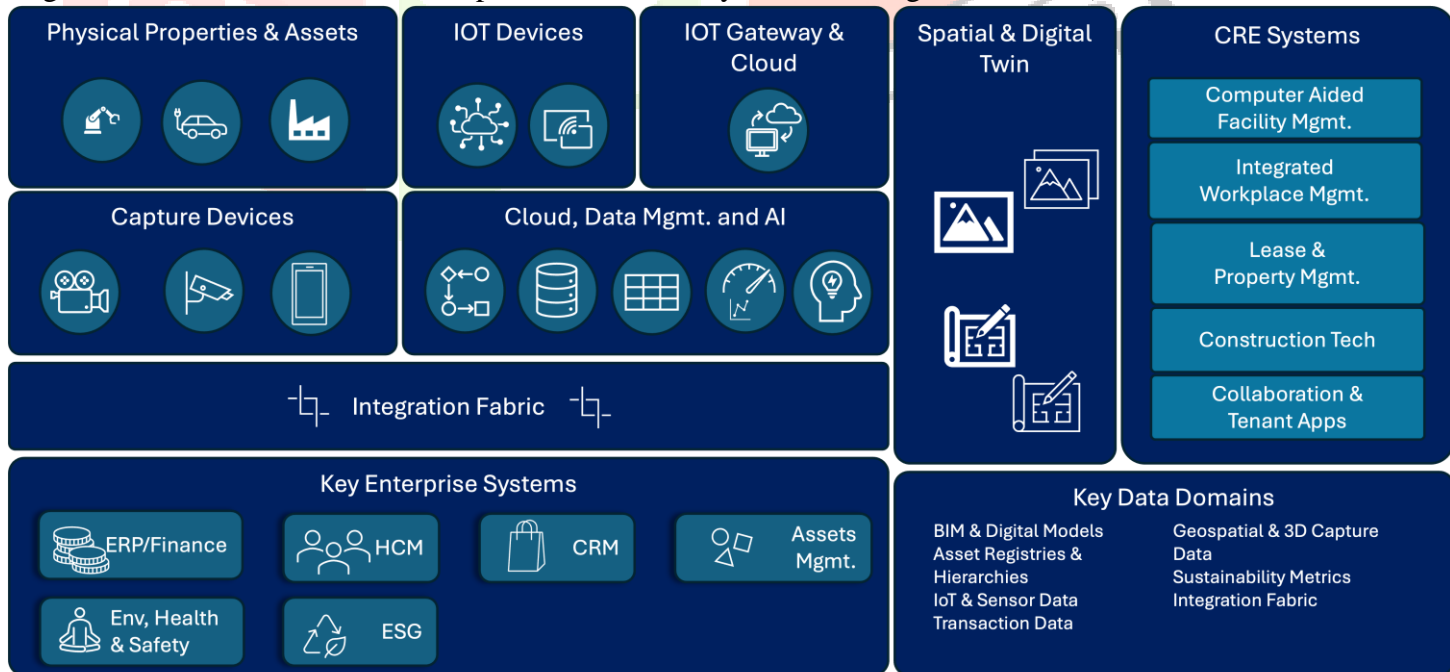 Physical Properties & Assets
IOT Devices
IOT Gateway &
Cloud
Spatial & Digital
Twin
CRE Systems
Computer Aided
Facility Mgmt.
Integrated
Workplace Mgmt.
Lease &
Property Mgmt.
Construction Tech
Collaboration &
Tenant Apps
Capture Devices
Cloud, Data Mgmt. and AI
Integration Fabric
Key Enterprise Systems
ERP/Finance
HCM
CRM
Assets
Mgmt.
Env, Health
& Safety
ESG
Key Data Domains
BIM & Digital Models
Asset Registries &
Hierarchies
IoT & Sensor Data
Transaction Data
Geospatial & 3D Capture
Data
Sustainability Metrics
Integration Fabric